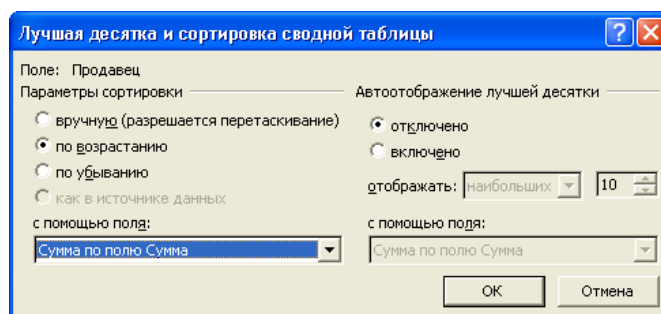 Лучшая десятка и сортировка сводной таблицы
Поле: Продавец
Параметры сортировки
вручную (разрешается перетаскивание)
по возрастанию
по убыванию
как в источнике данных
с помощью поля:
Сумма по полю Сумма
Автоотображение лучшей десятки
отключено
включено
отображать: наибольших 10
с помощью поля:
Сумма по полю Сумма
ОК Отмена